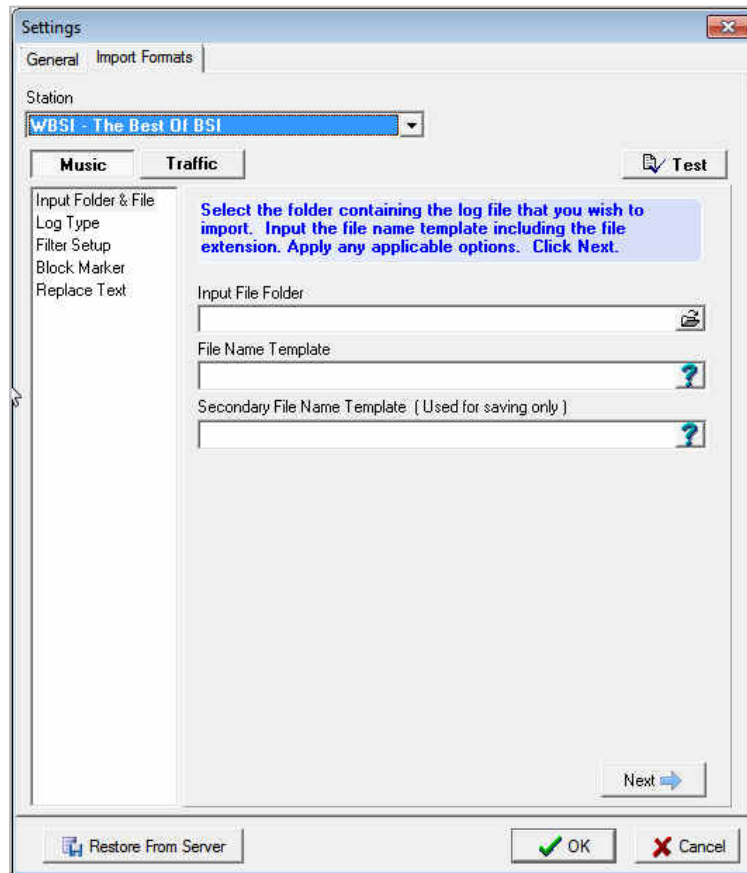 Settings
General Import Formats
Station
WBSI - The Best Of BSI
Music Traffic Test
Input Folder & File
Log Type
Filter Setup
Block Marker
Replace Text
Select the folder containing the log file that you wish to
import. Input the file name template including the file
extension. Apply any applicable options. Click Next.
Input File Folder
File Name Template
?
Secondary File Name Template ( Used for saving only )
?
Next
Restore From Server OK Cancel